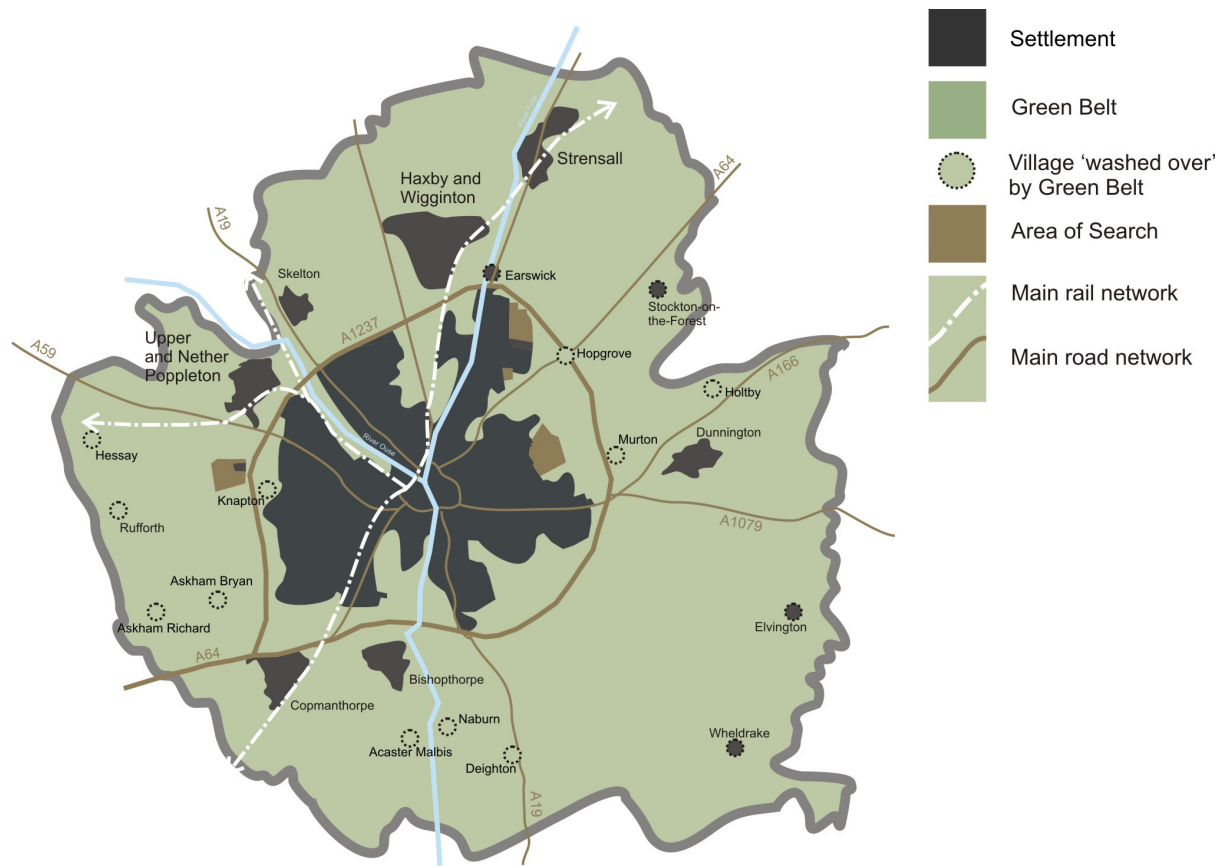 Settlement
Green Belt
Village ‘washed over’
by Green Belt
Area of Search
Main rail network
Main road network
Strensall
Haxby and
Wigginton
A64
A19
Skelton
Earswick
Stockton-on
-the-Forest
A1237
Upper
and Nether
Poppleton
A59
Hopgrove
A166
Holtby
Dunnington
Murton
River Ouse
Hessay
Knapton
Rufforth
A1079
Askham Bryan
Askham Richard
Elvington
A64
Bishopthorpe
Copmanthorpe
Naburn
Acaster Malbis
Deighton
Wheldrake
A19